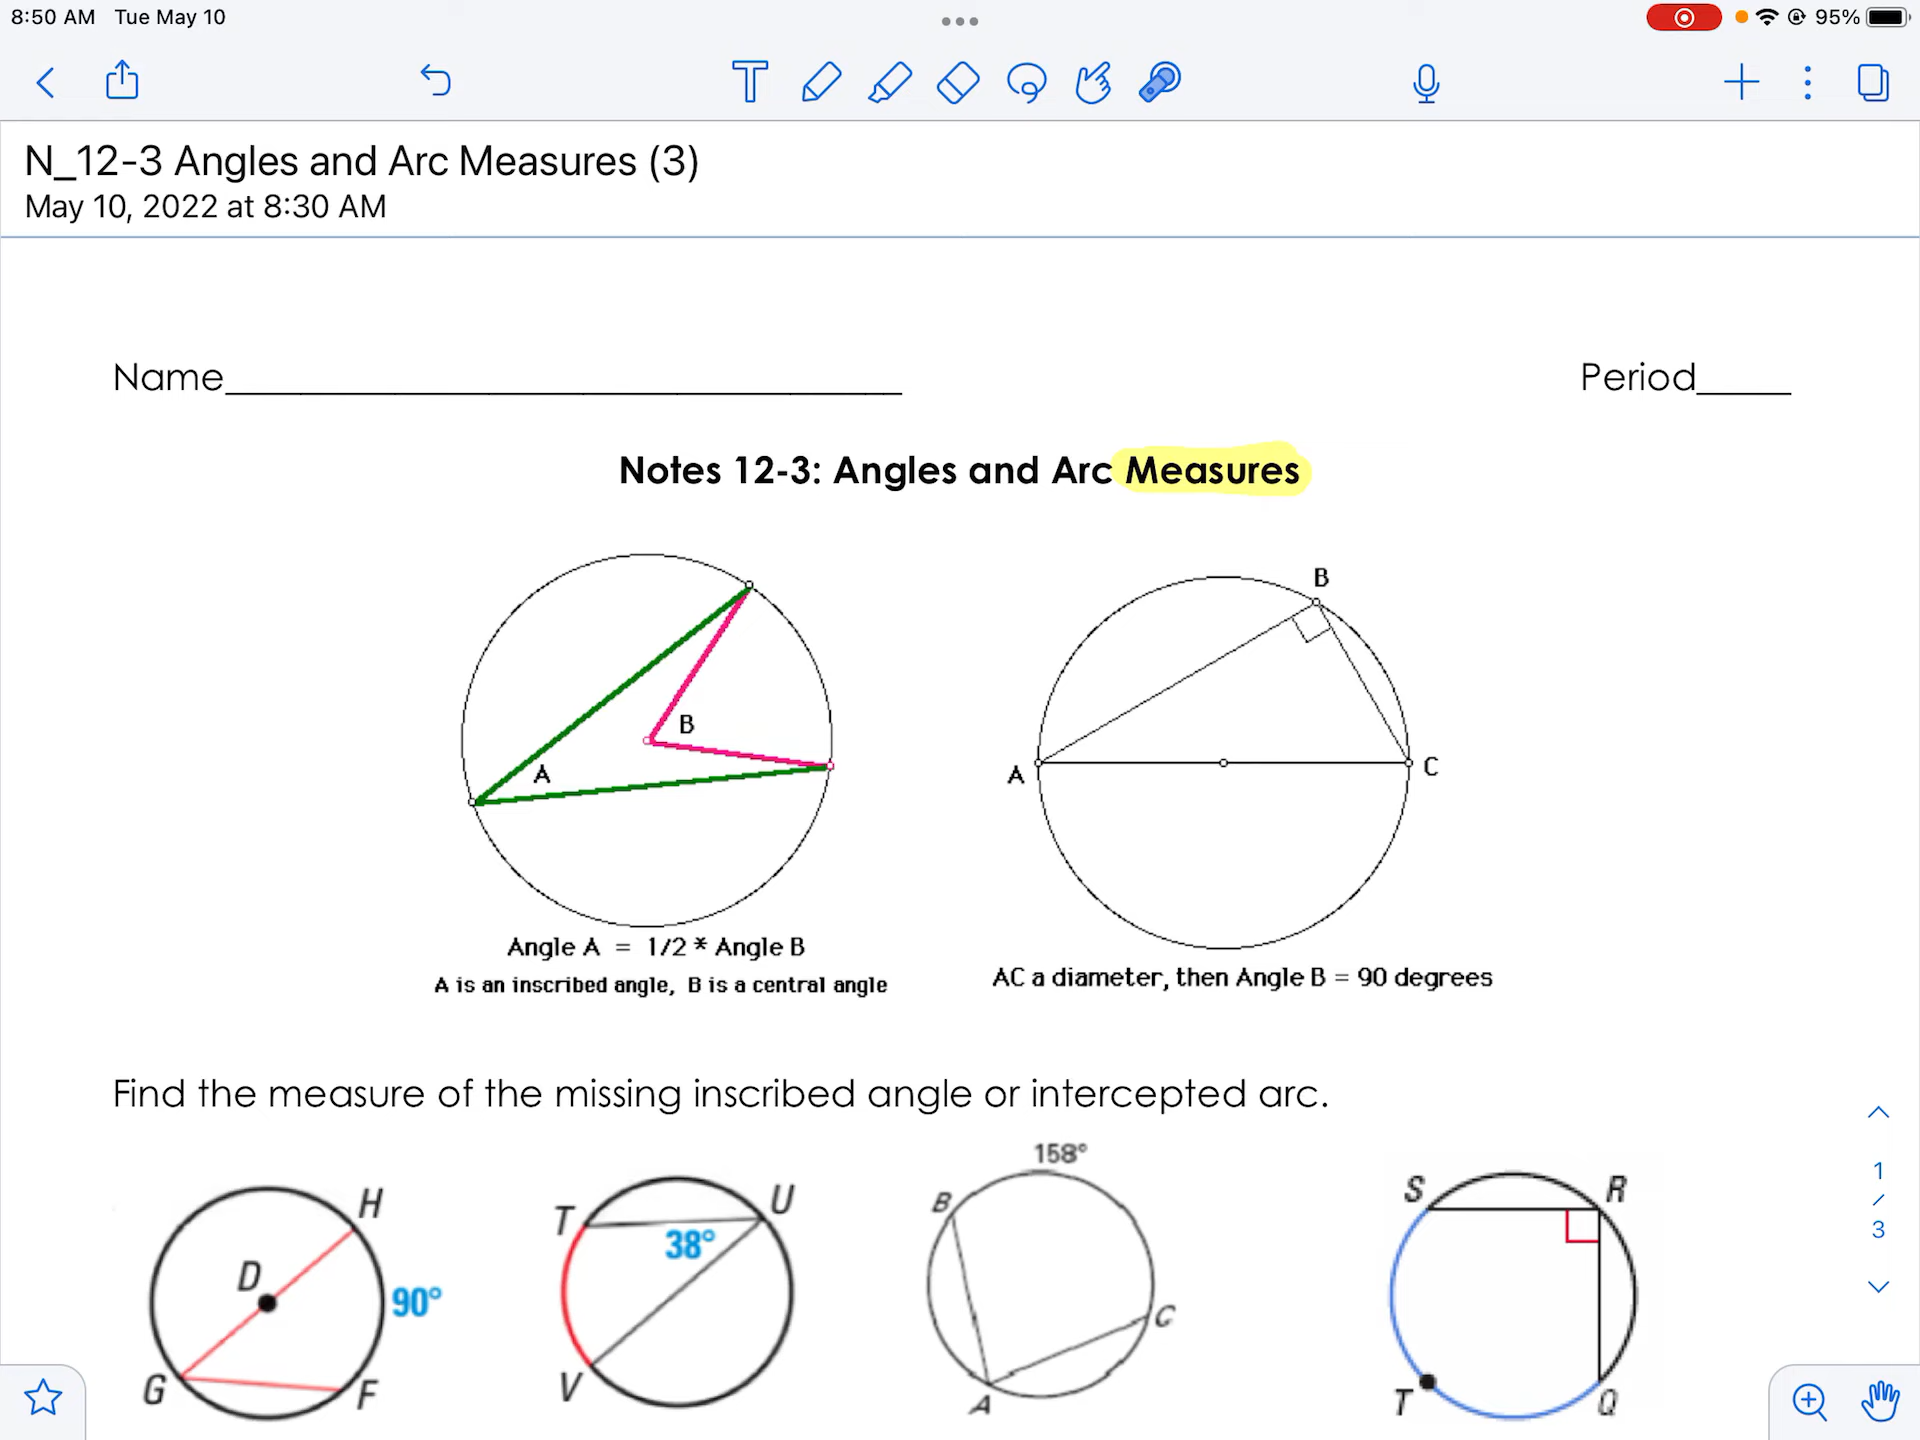 8:50 AM Tue May 10
95%
N_12-3 Angles and Arc Measures (3)
May 10, 2022 at 8:30 AM
Name____________________________________ Period_____
Notes 12-3: Angles and Arc Measures
B
A
Angle A = 1/2 * Angle B
A is an inscribed angle, B is a central angle
B
A
C
AC a diameter, then Angle B = 90 degrees
Find the measure of the missing inscribed angle or intercepted arc.
H
D
90°
G
F
T
U
38°
V
158°
B
C
A
S
R
T
Q
1
/
3